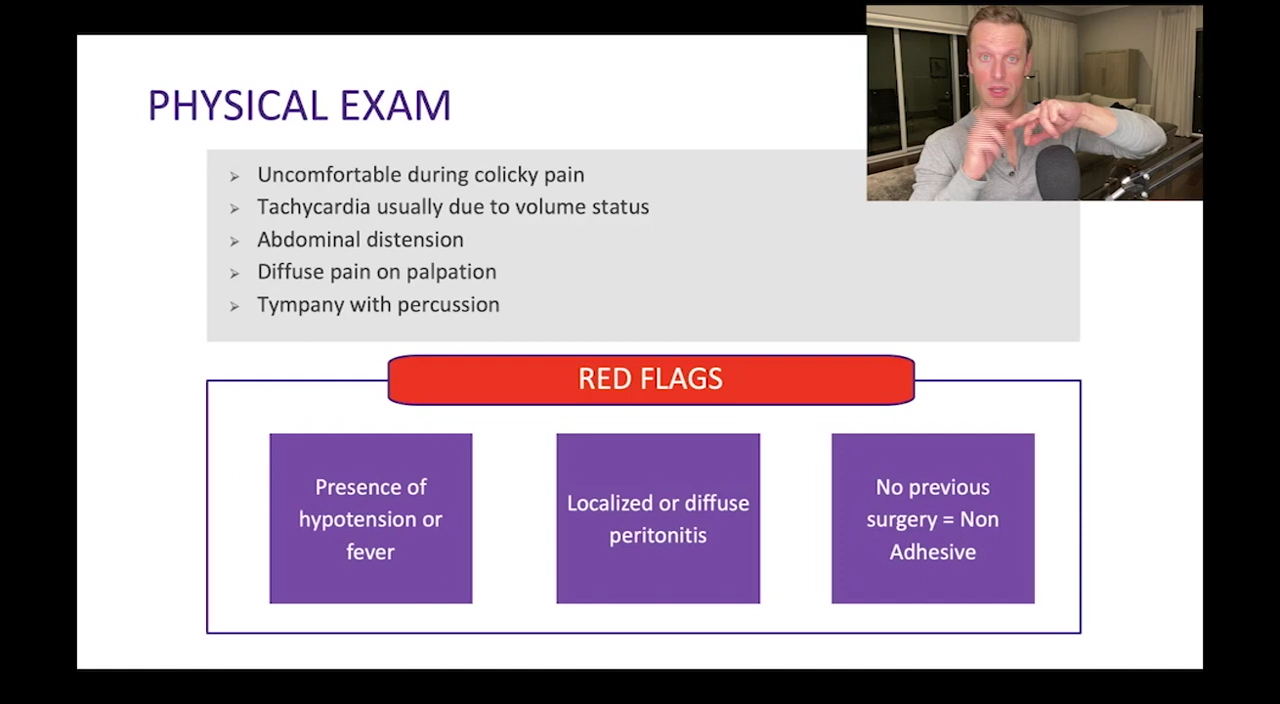 PHYSICAL EXAM
Uncomfortable during colicky pain
Tachycardia usually due to volume status
Abdominal distension
Diffuse pain on palpation
Tympany with percussion
RED FLAGS
Presence of
hypotension or
fever
Localized or diffuse
peritonitis
No previous
surgery = Non
Adhesive